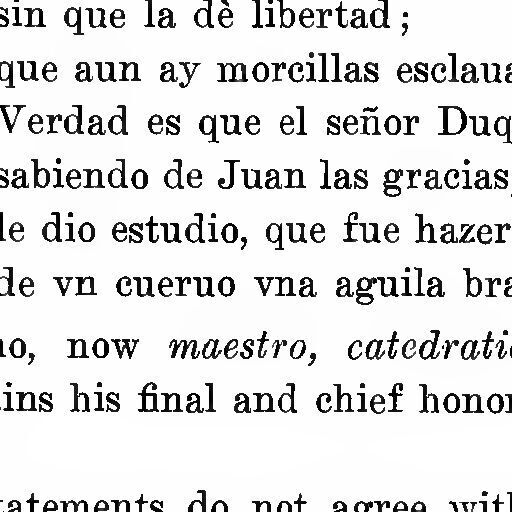 sin que la dè libertad;
que aun ay morcillas esclaua
Verdad es que el señor Duq
sabiendo de Juan las gracias,
le dio estudio, que fue hazer
de vn cueruo vna aguila bra
no, now maestro, catedratic
ins his final and chief honor
tatements do not agree with